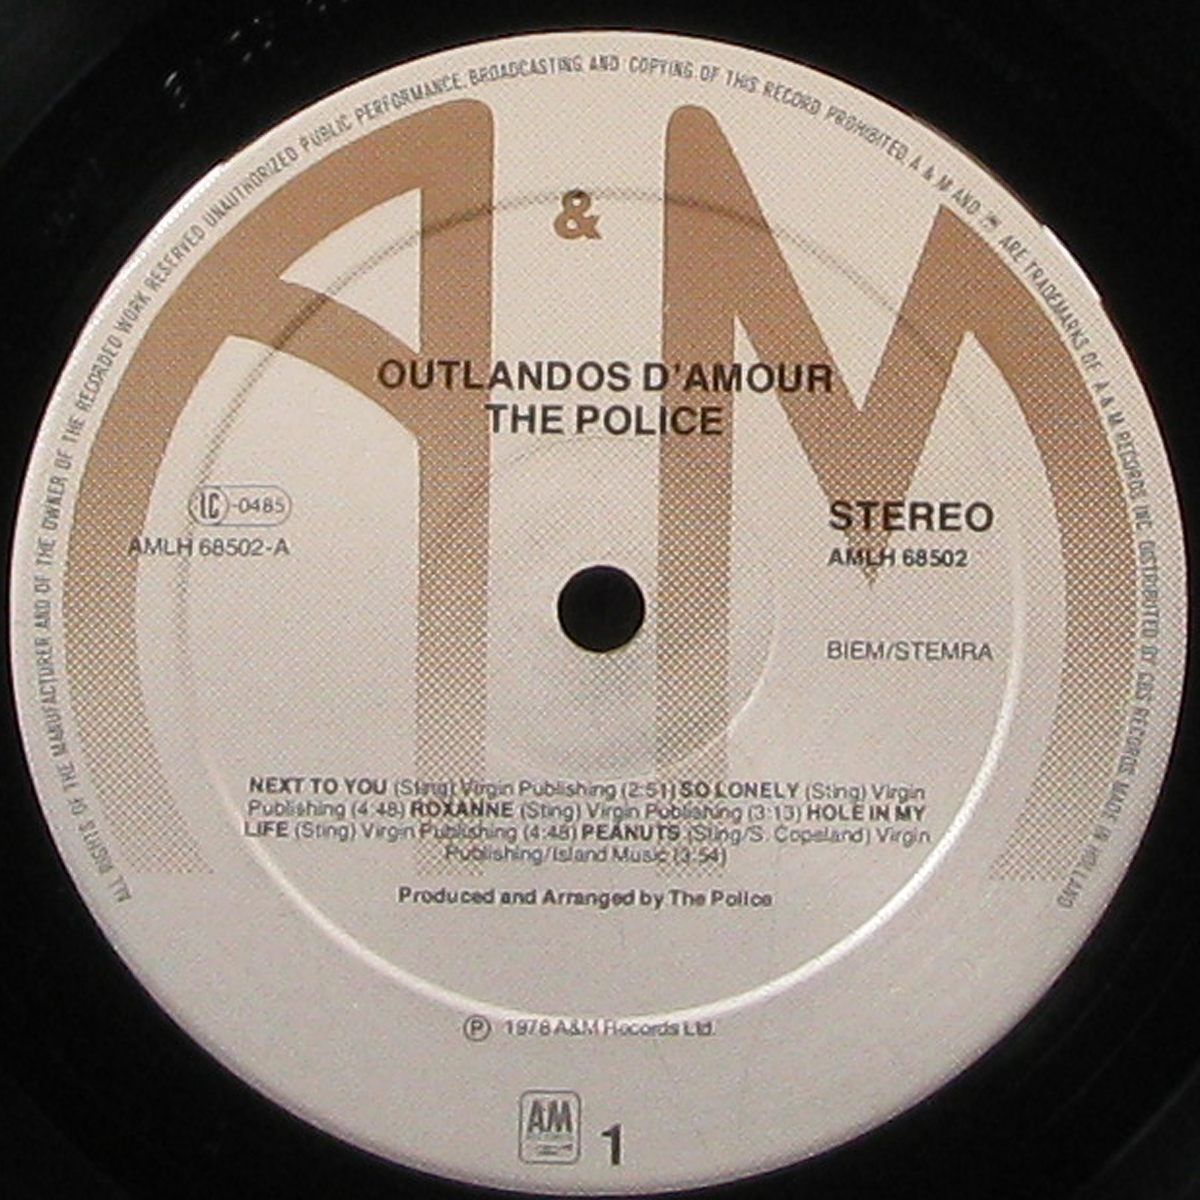 ALL RIGHTS OF THE MANUFACTURER AND OF THE OWNER OF THE RECORDED WORK RESERVED UNAUTHORIZED PUBLIC PERFORMANCE, BROADCASTING AND COPYING OF THIS RECORD PROHIBITED. A & M AND ARE TRADEMARKS OF A & M RECORDS INC. DISTRIBUTED BY CBS RECORDS MADE IN HOLLAND
A & M
OUTLANDOS D'AMOUR
THE POLICE
LC-0485
AMLH 68502-A
STEREO
AMLH 68502
BIEM/STEMRA
NEXT TO YOU (Sting) Virgin Publishing (2:51) SO LONELY (Sting) Virgin
Publishing (4:48) ROXANNE (Sting) Virgin Publishing (3:13) HOLE IN MY
LIFE (Sting) Virgin Publishing (4:48) PEANUTS (Sting/S. Copeland) Virgin
Publishing/Island Music (3:54)
Produced and Arranged by The Police
Ⓟ 1978 A&M Records Ltd.
AM
1